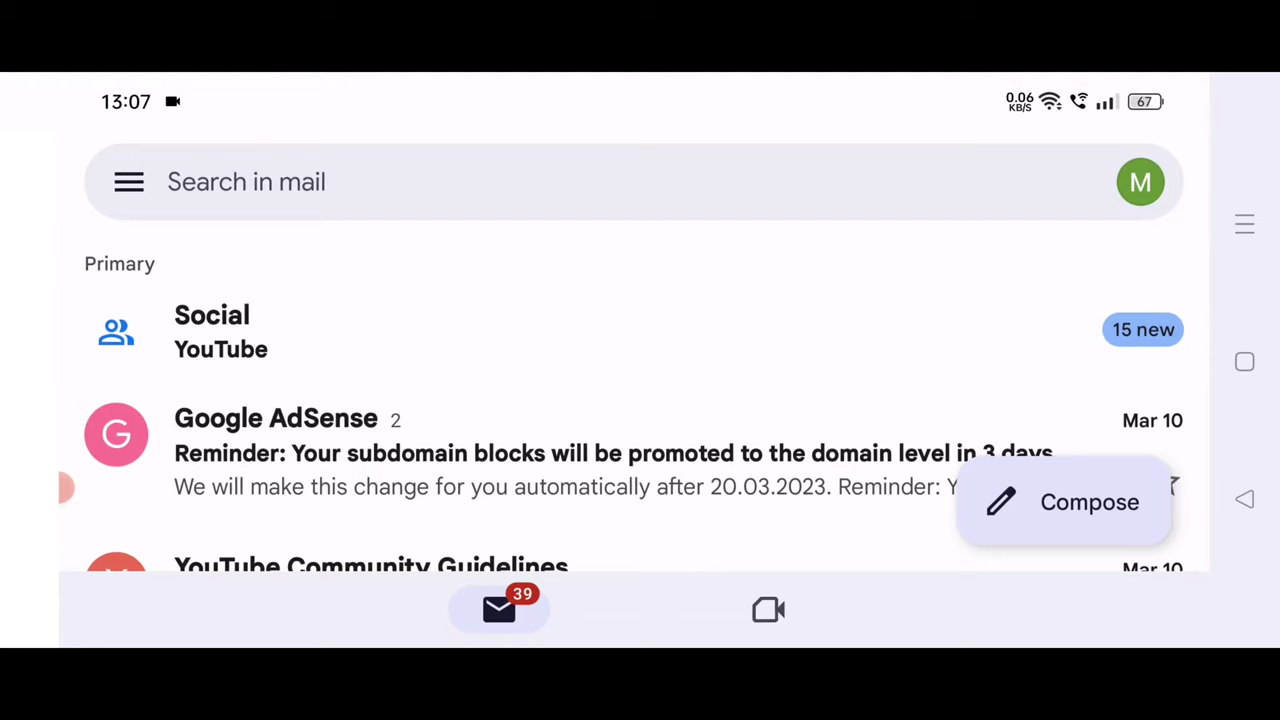 13:07
0.06
KB/S
67
Search in mail
M
Primary
Social
15 new
YouTube
G
Google AdSense 2
Mar 10
Reminder: Your subdomain blocks will be promoted to the domain level in 3 days
We will make this change for you automatically after 20.03.2023. Reminder: Y
Compose
YouTube Community Guidelines
Mar 10
39